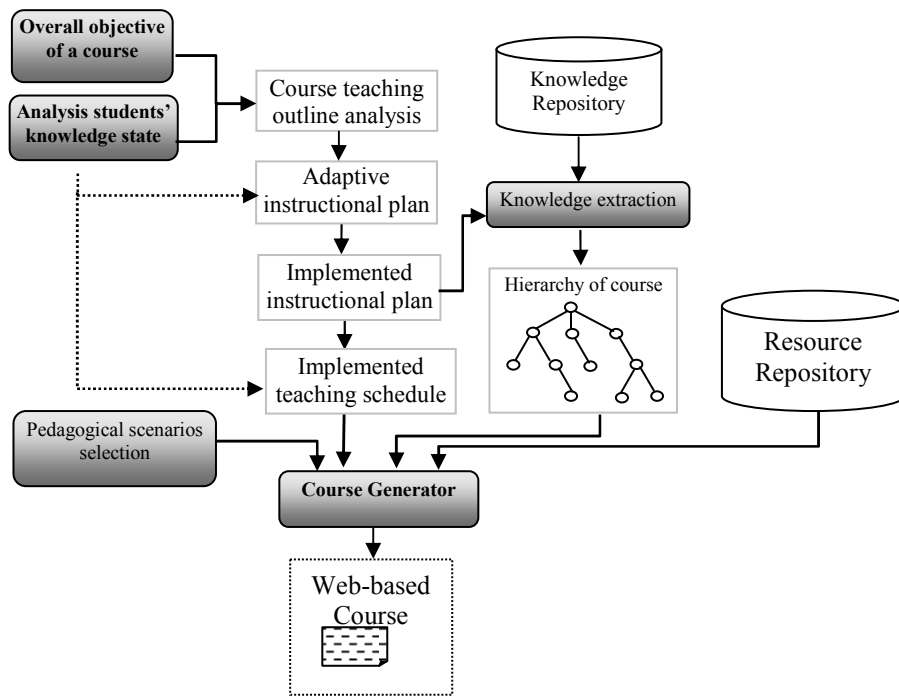 Overall objective
of a course
Analysis students’
knowledge state
Course teaching
outline analysis
Adaptive
instructional plan
Implemented
instructional plan
Implemented
teaching schedule
Pedagogical scenarios
selection
Knowledge
Repository
Knowledge extraction
Hierarchy of course
Resource
Repository
Course Generator
Web-based
Course